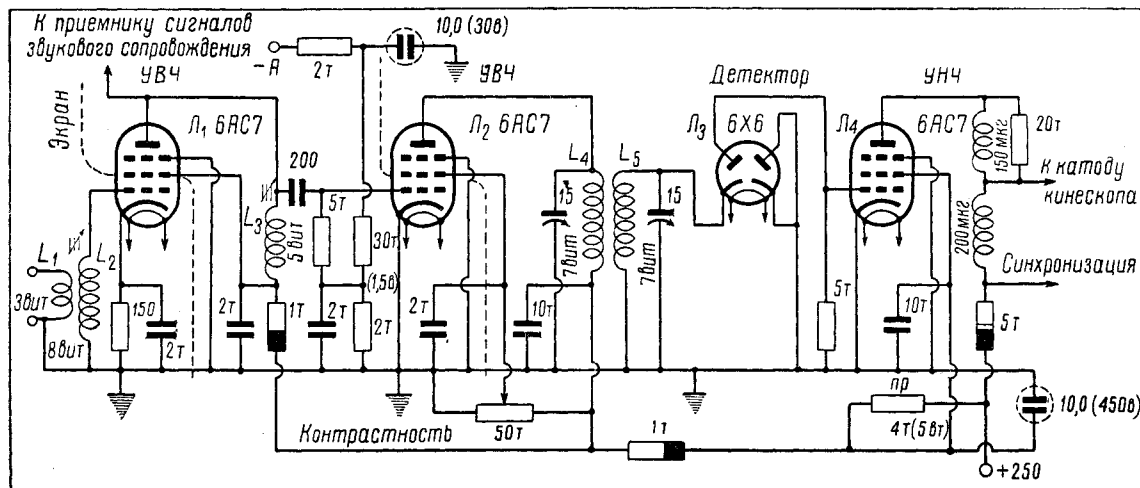 К приемнику сигналов
звукового сопровождения
–А
2т
10,0 (30в)
УВЧ
УВЧ
Детектор
УНЧ
Экран
Л₁ 6АС7
Л₂ 6АС7
Л₃
6Х6
Л₄
6АС7
20т
150 мкг
К катоду
кинескопа
200 мкг
Синхронизация
200
L₁
L₂
L₃
L₄
L₅
3вит
8вит
5 вит
5т
30т
(1,5в)
15
7вит
15
7вит
150
2т
2т
1т
2т
2т
2т
10т
5т
10т
5т
Контрастность
50т
1т
пр
4т(5вт)
10,0 (450в)
+250